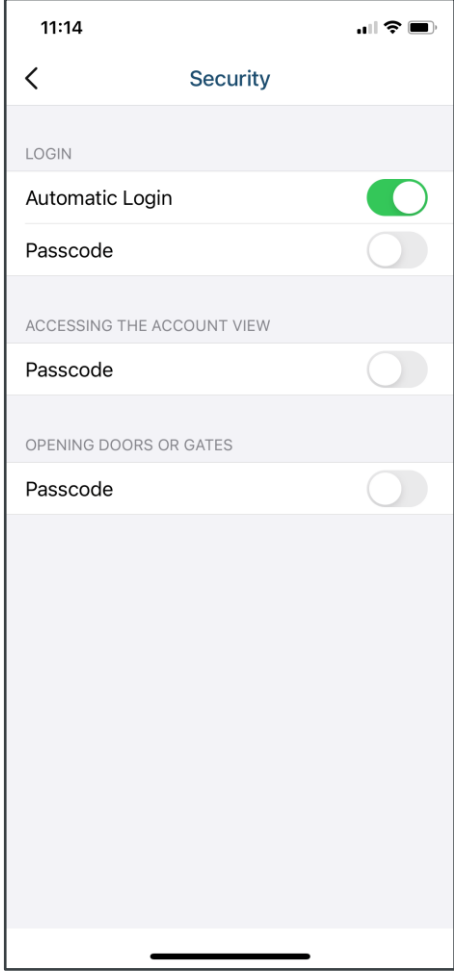 11:14
Security
LOGIN
Automatic Login
Passcode
ACCESSING THE ACCOUNT VIEW
Passcode
OPENING DOORS OR GATES
Passcode